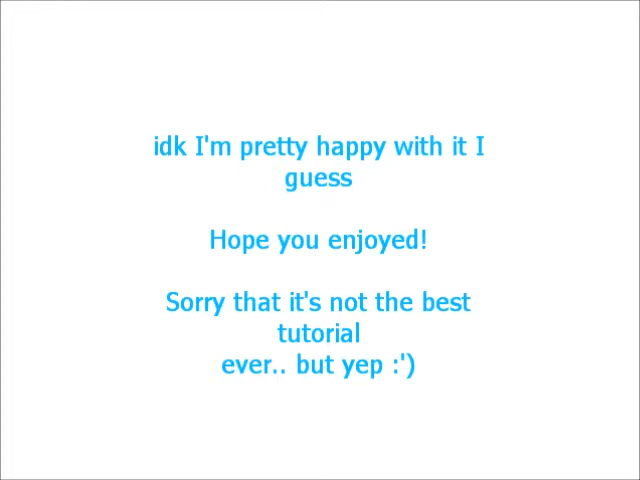 idk I'm pretty happy with it I
guess
Hope you enjoyed!
Sorry that it's not the best
tutorial
ever.. but yep :')